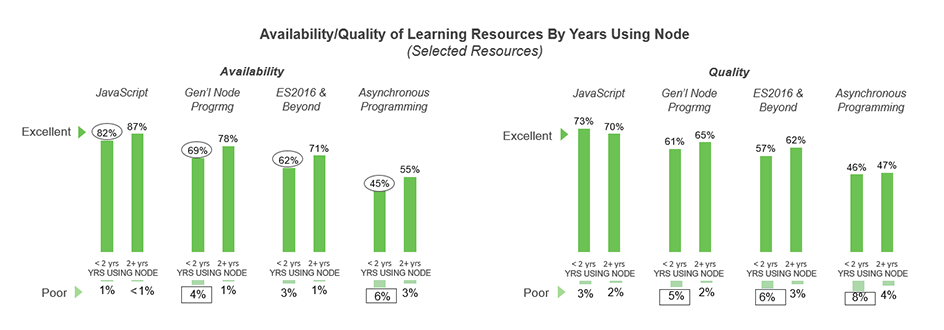 Availability/Quality of Learning Resources By Years Using Node
(Selected Resources)
Availability
JavaScript Gen'l Node Progrmg ES2016 & Beyond Asynchronous Programming
Excellent 82% 87% 69% 78% 62% 71% 45% 55%
< 2 yrs 2+ yrs < 2 yrs 2+ yrs < 2 yrs 2+ yrs < 2 yrs 2+ yrs
YRS USING NODE YRS USING NODE YRS USING NODE YRS USING NODE
Poor 1% <1% 4% 1% 3% 1% 6% 3%
Quality
JavaScript Gen'l Node Progrmg ES2016 & Beyond Asynchronous Programming
Excellent 73% 70% 61% 65% 57% 62% 46% 47%
< 2 yrs 2+ yrs < 2 yrs 2+ yrs < 2 yrs 2+ yrs < 2 yrs 2+ yrs
YRS USING NODE YRS USING NODE YRS USING NODE YRS USING NODE
Poor 3% 2% 5% 2% 6% 3% 8% 4%